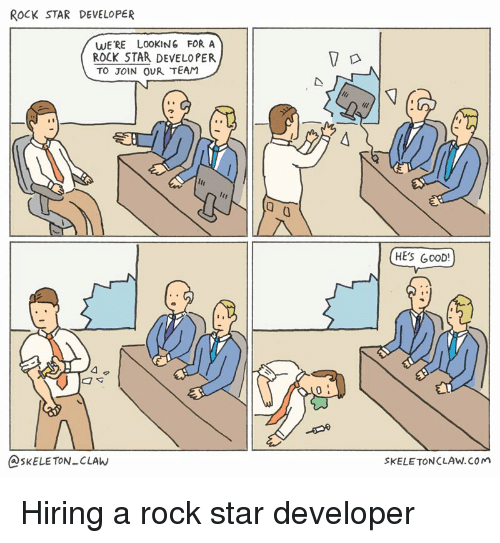 ROCK STAR DEVELOPER
WE'RE LOOKING FOR A
ROCK STAR DEVELOPER
TO JOIN OUR TEAM
HE'S GOOD!
@SKELETON_CLAW
SKELETONCLAW.COM
Hiring a rock star developer